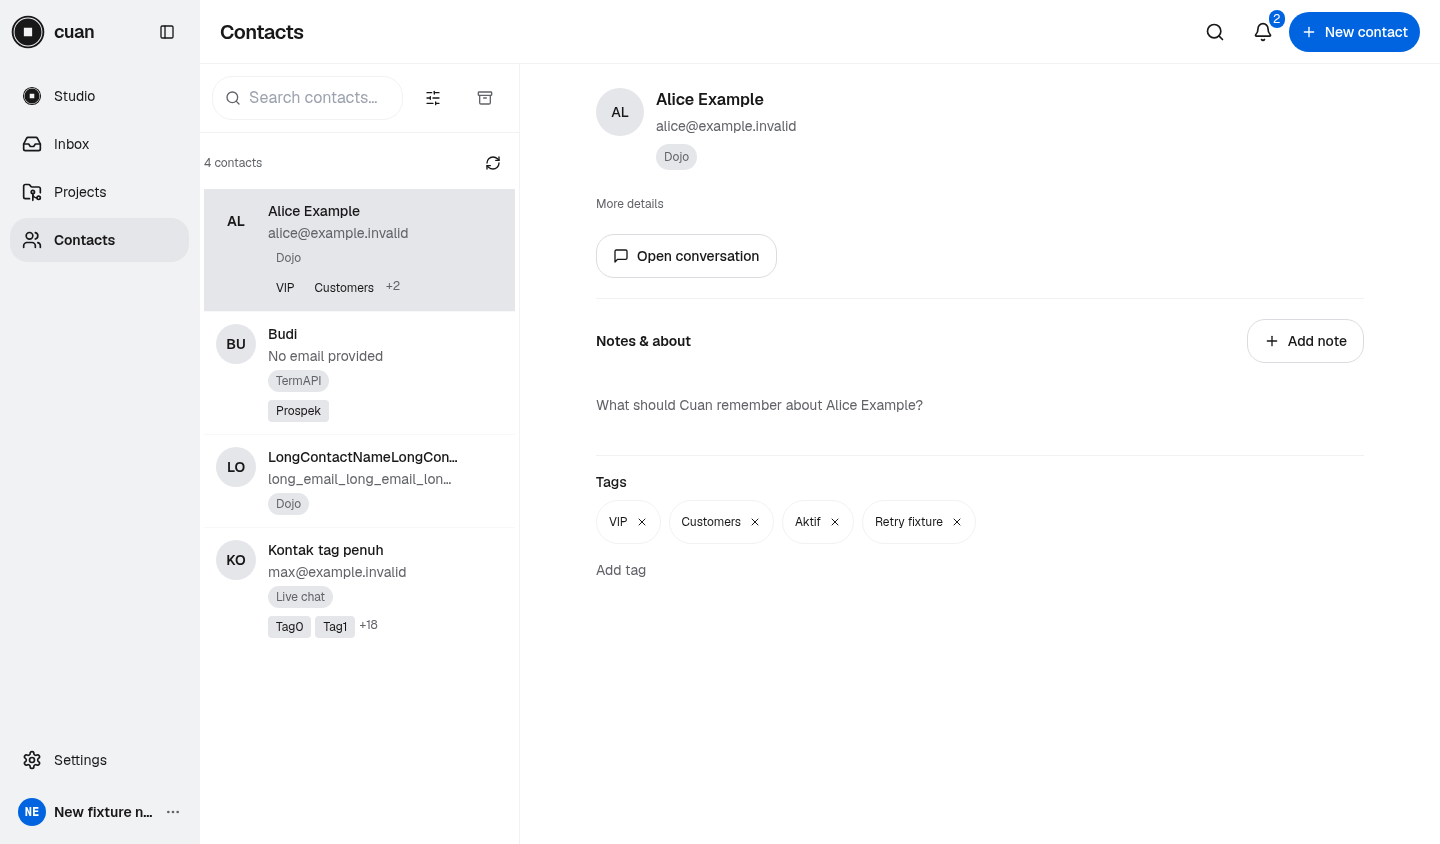 cuan
Studio
Inbox
Projects
Contacts
Settings
NE
New fixture n...
Contacts
2
New contact
Search contacts...
4 contacts
AL
Alice Example
alice@example.invalid
Dojo
VIP Customers +2
BU
Budi
No email provided
TermAPI
Prospek
LO
LongContactNameLongCon...
long_email_long_email_lon...
Dojo
KO
Kontak tag penuh
max@example.invalid
Live chat
Tag0 Tag1 +18
AL
Alice Example
alice@example.invalid
Dojo
More details
Open conversation
Notes & about
Add note
What should Cuan remember about Alice Example?
Tags
VIP Customers Aktif Retry fixture
Add tag